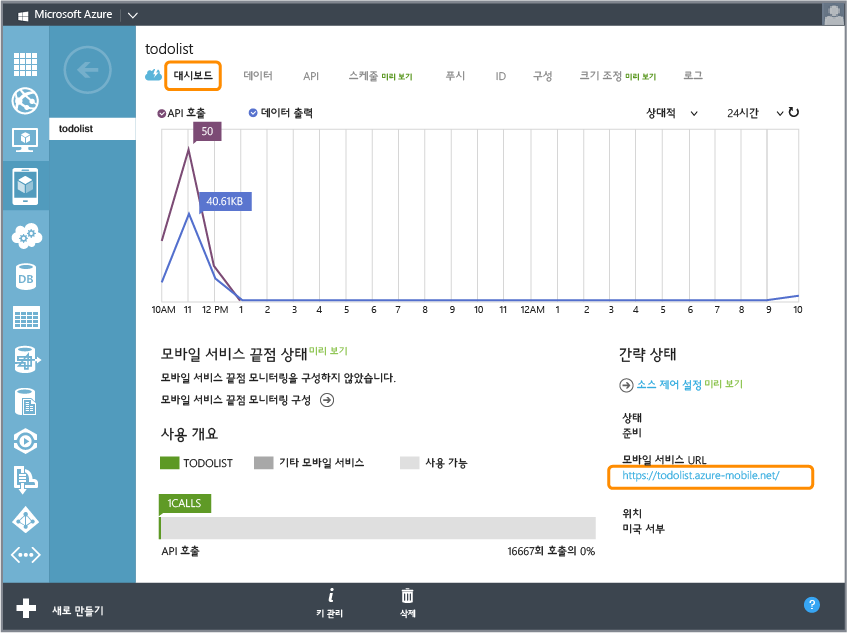 Microsoft Azure
todolist
대시보드 데이터 API 스케줄 미리 보기 푸시 ID 구성 크기 조정 미리 보기 로그
todolist
API 호출 데이터 출력 상대적 24시간
50
40.61KB
10AM 11 12 PM 1 2 3 4 5 6 7 8 9 10 11 12AM 1 2 3 4 5 6 7 8 9 10
모바일 서비스 끝점 상태 미리 보기
모바일 서비스 끝점 모니터링을 구성하지 않았습니다.
모바일 서비스 끝점 모니터링 구성
사용 개요
TODOLIST 기타 모바일 서비스 사용 가능
1CALLS
API 호출 16667회 호출의 0%
간략 상태
소스 제어 설정 미리 보기
상태
준비
모바일 서비스 URL
https://todolist.azure-mobile.net/
위치
미국 서부
DB
새로 만들기
키 관리
삭제
?